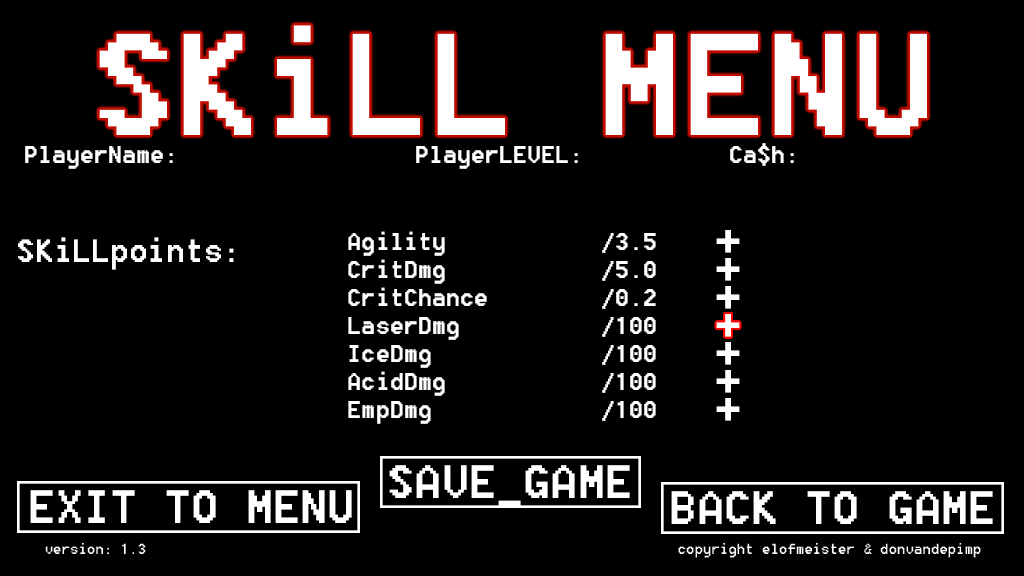 SKiLL MENU
PlayerName: PlayerLEVEL: Ca$h:
SKiLLpoints:
Agility /3.5 +
CritDmg /5.0 +
CritChance /0.2 +
LaserDmg /100 +
IceDmg /100 +
AcidDmg /100 +
EmpDmg /100 +
SAVE_GAME
EXIT TO MENU
BACK TO GAME
version: 1.3
copyright elofmeister & donvandepimp